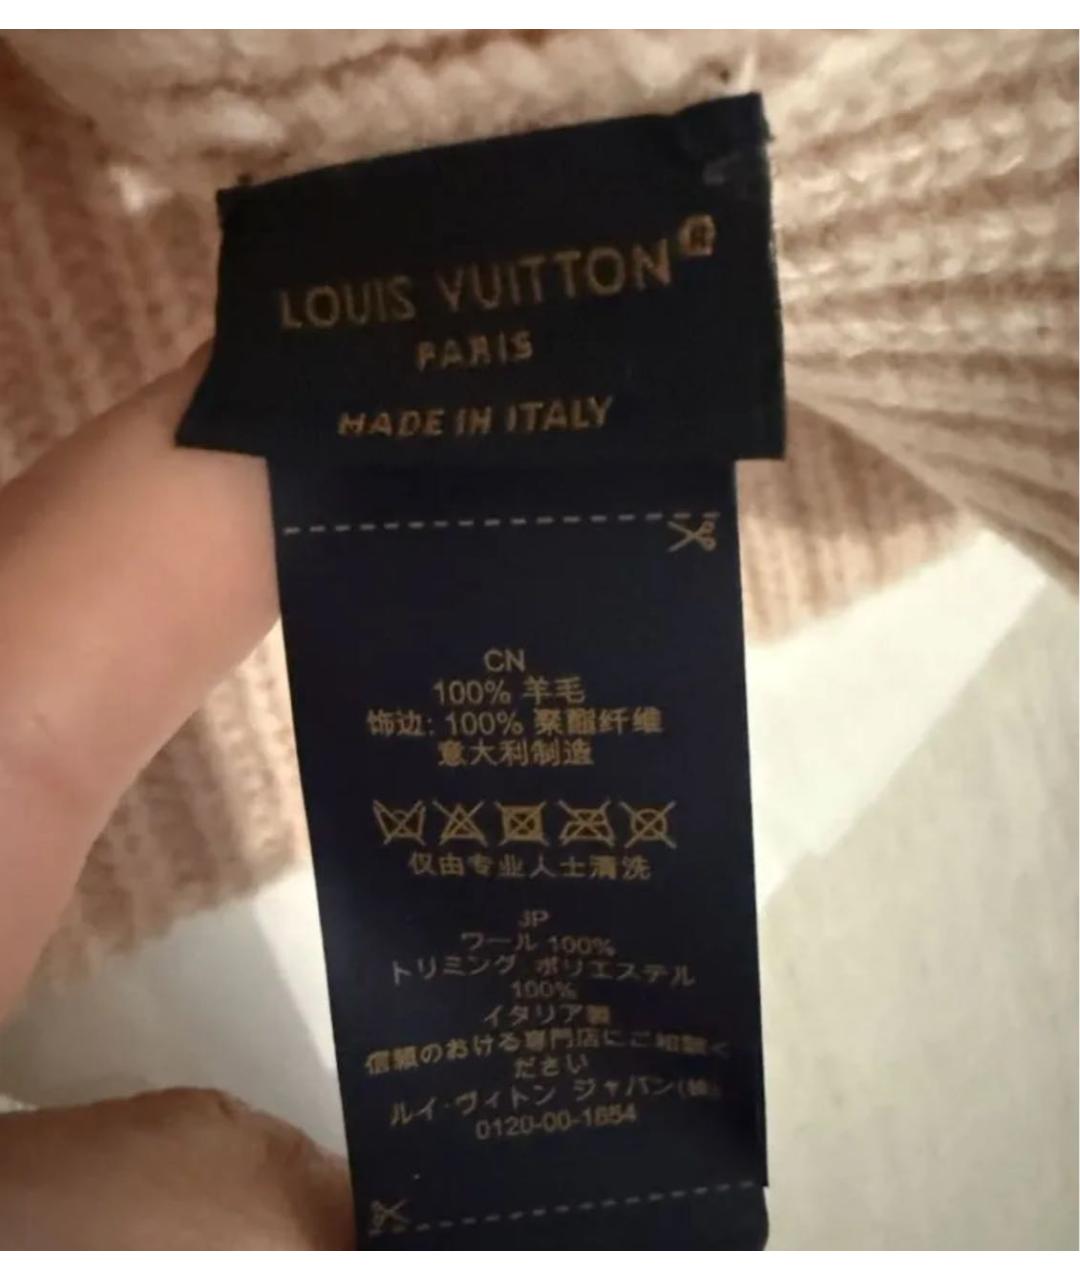 LOUIS VUITTON®
PARIS
MADE IN ITALY
CN
100% 羊毛
饰边: 100% 聚酯纤维
意大利制造
仅由专业人士清洗
JP
ワール 100%
トリミング ポリエステル
100%
イタリア製
信頼のおける専門店にご相談く
ださい
ルイ・ヴィトン ジャパン(株)
0120-00-1854